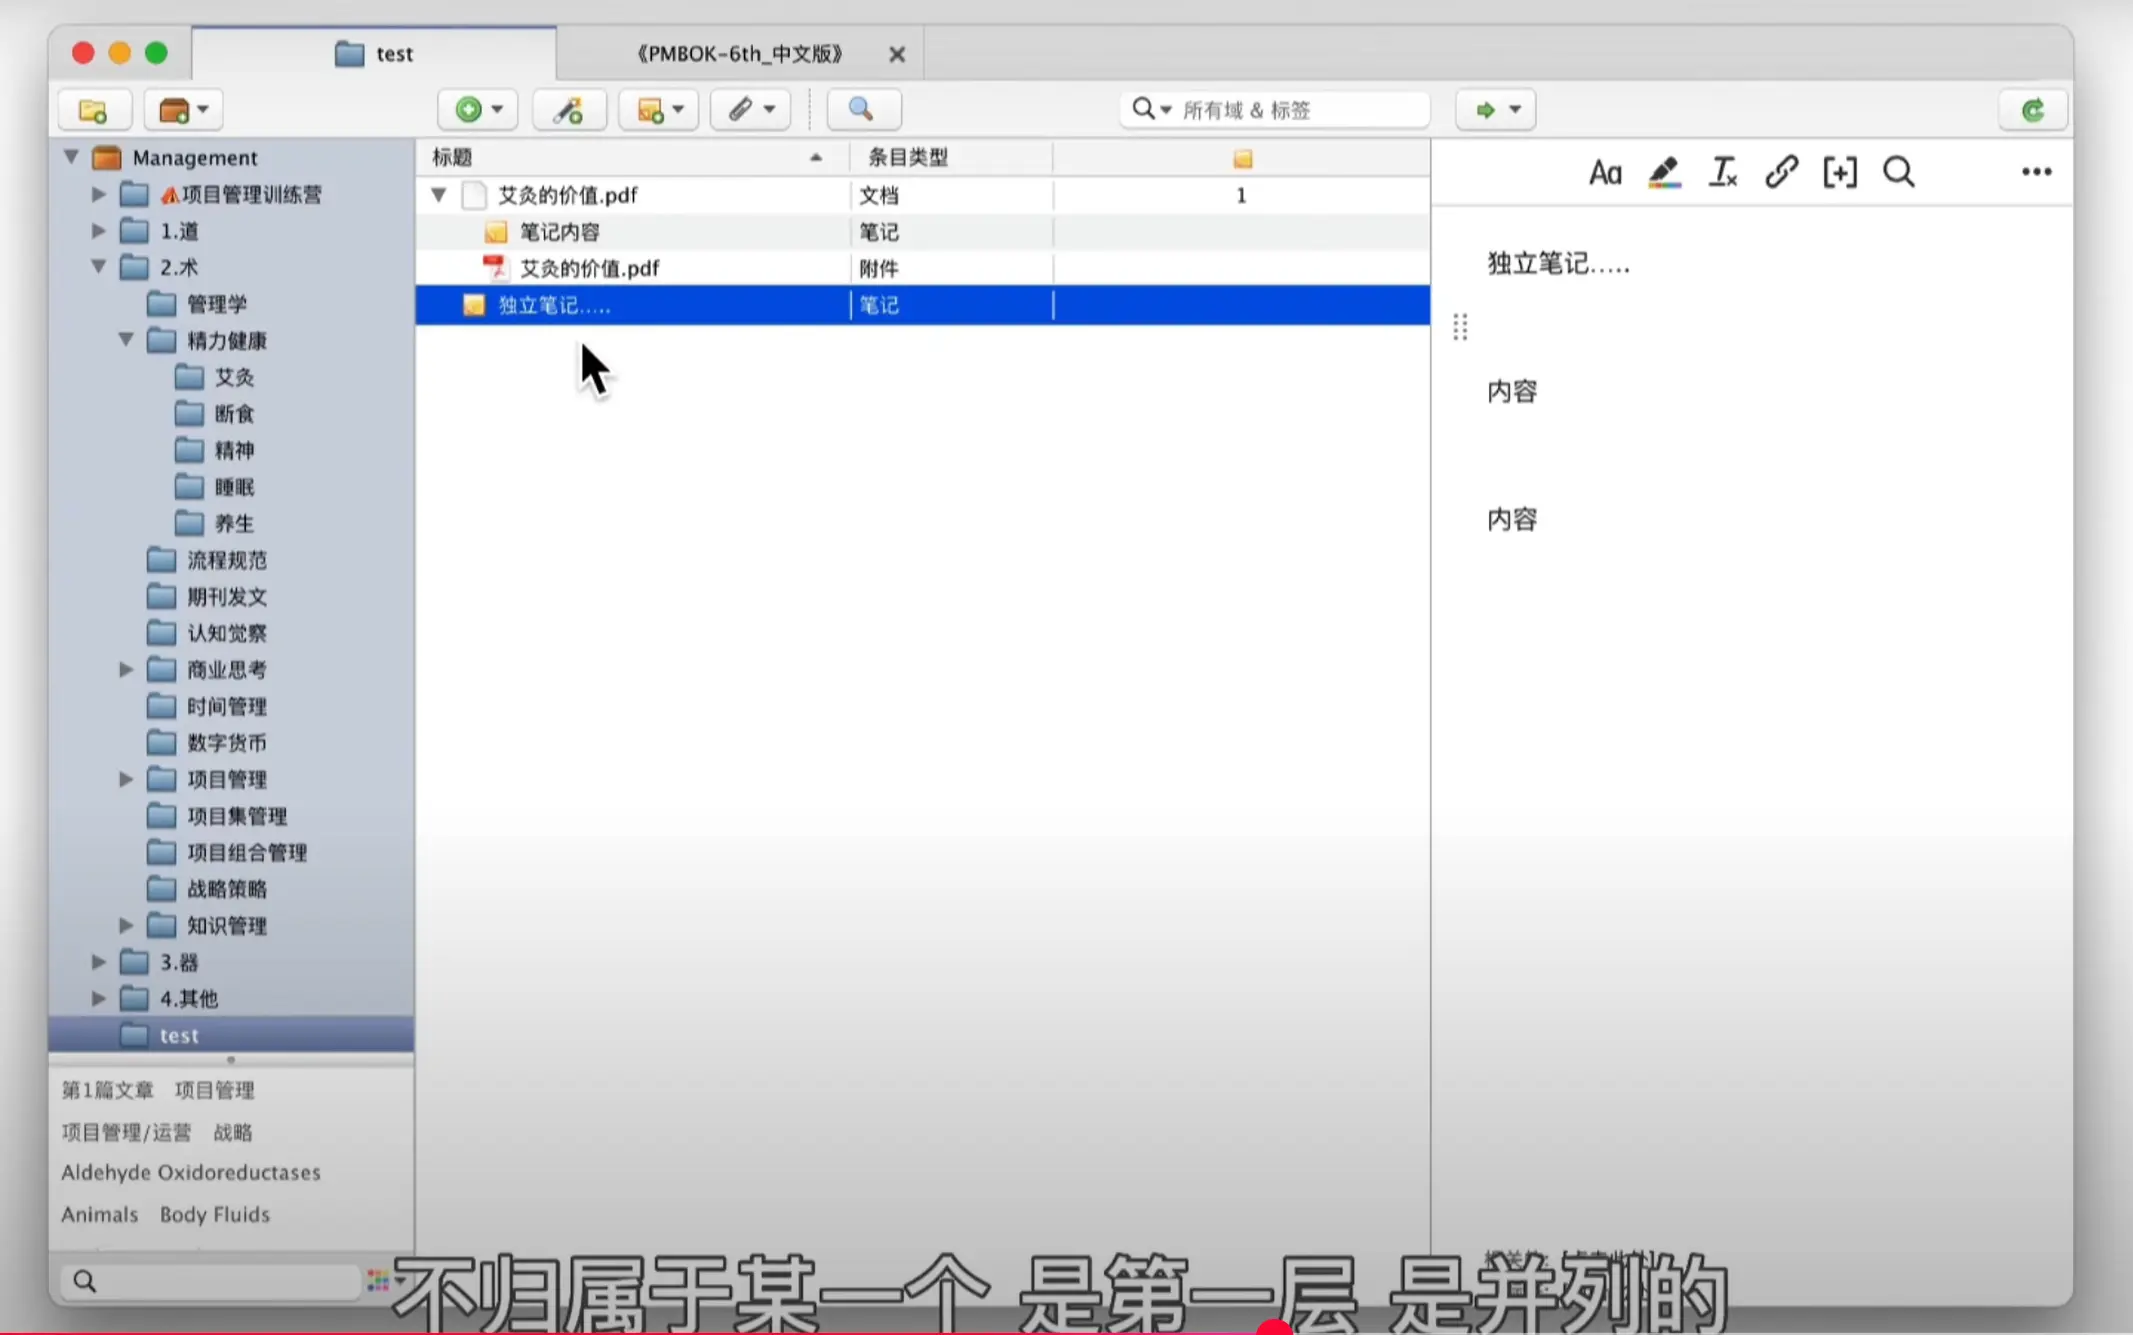 test
《PMBOK-6th_中文版》
所有域 & 标签
Management
项目管理训练营
1.道
2.术
管理学
精力健康
艾灸
断食
精神
睡眠
养生
流程规范
期刊发文
认知觉察
商业思考
时间管理
数字货币
项目管理
项目集管理
项目组合管理
战略策略
知识管理
3.器
4.其他
test
第1篇文章 项目管理
项目管理/运营 战略
Aldehyde Oxidoreductases
Animals Body Fluids
标题 条目类型
艾灸的价值.pdf 文档 1
笔记内容 笔记
艾灸的价值.pdf 附件
独立笔记..... 笔记
Aa
独立笔记.....
内容
内容
不归属于某一个 是第一层 是并列的